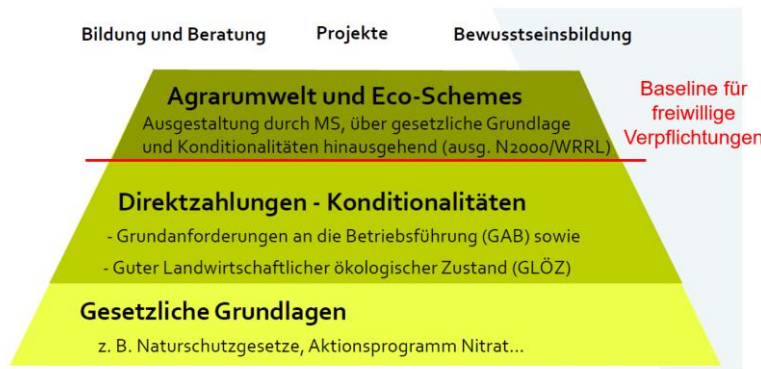 Bildung und Beratung Projekte Bewusstseinsbildung
Agrarumwelt und Eco-Schemes
Ausgestaltung durch MS, über gesetzliche Grundlage
und Konditionalitäten hinausgehend (ausg. N2000/WRRL)
Baseline für
freiwillige
Verpflichtungen
Direktzahlungen - Konditionalitäten
- Grundanforderungen an die Betriebsführung (GAB) sowie
- Guter Landwirtschaftlicher ökologischer Zustand (GLÖZ)
Gesetzliche Grundlagen
z. B. Naturschutzgesetze, Aktionsprogramm Nitrat...